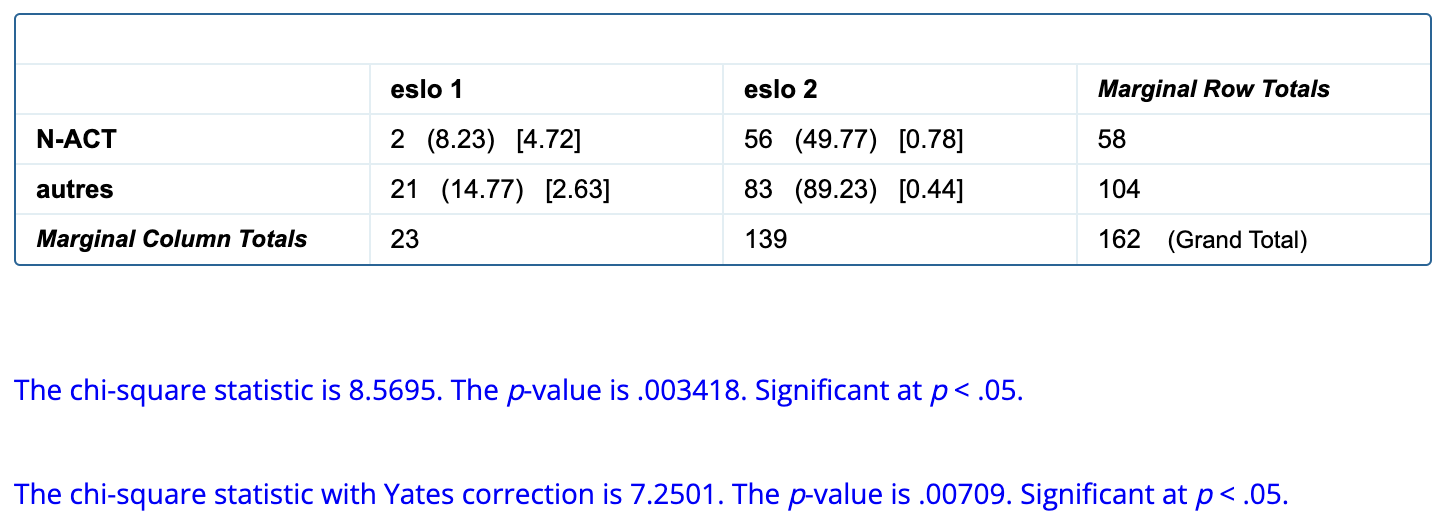 eslo 1 eslo 2 Marginal Row Totals
N-ACT 2 (8.23) [4.72] 56 (49.77) [0.78] 58
autres 21 (14.77) [2.63] 83 (89.23) [0.44] 104
Marginal Column Totals 23 139 162 (Grand Total)
The chi-square statistic is 8.5695. The p-value is .003418. Significant at p < .05.
The chi-square statistic with Yates correction is 7.2501. The p-value is .00709. Significant at p < .05.